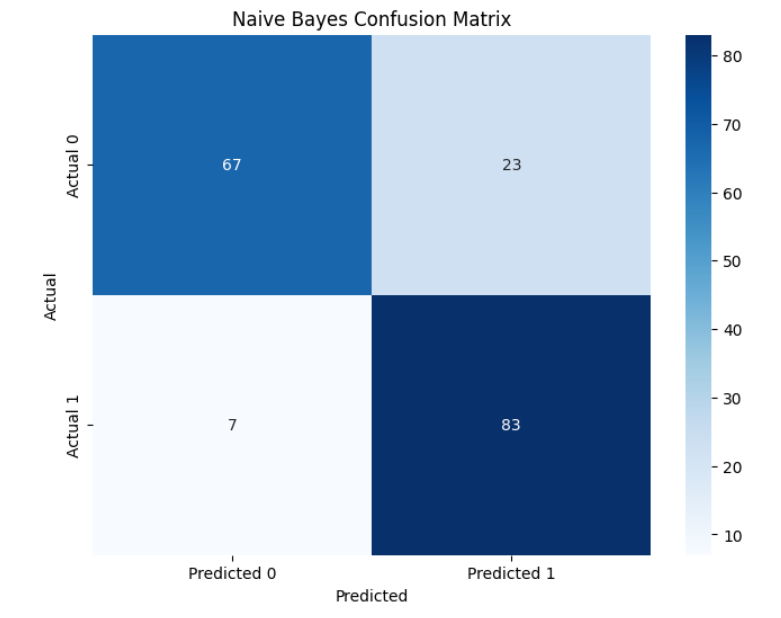 Naive Bayes Confusion Matrix
Actual 0
67
23
Actual
Actual 1
7
83
Predicted 0
Predicted 1
Predicted
80
70
60
50
40
30
20
10